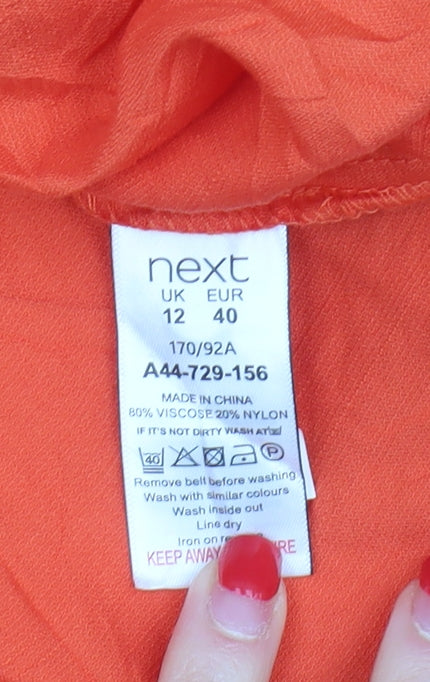 next
UK EUR
12 40
170/92A
A44-729-156
MADE IN CHINA
80% VISCOSE 20% NYLON
IF IT'S NOT DIRTY WASH AT
40 P
Remove belt before washing
Wash with similar colours
Wash inside out
Line dry
Iron on
KEEP AWAY